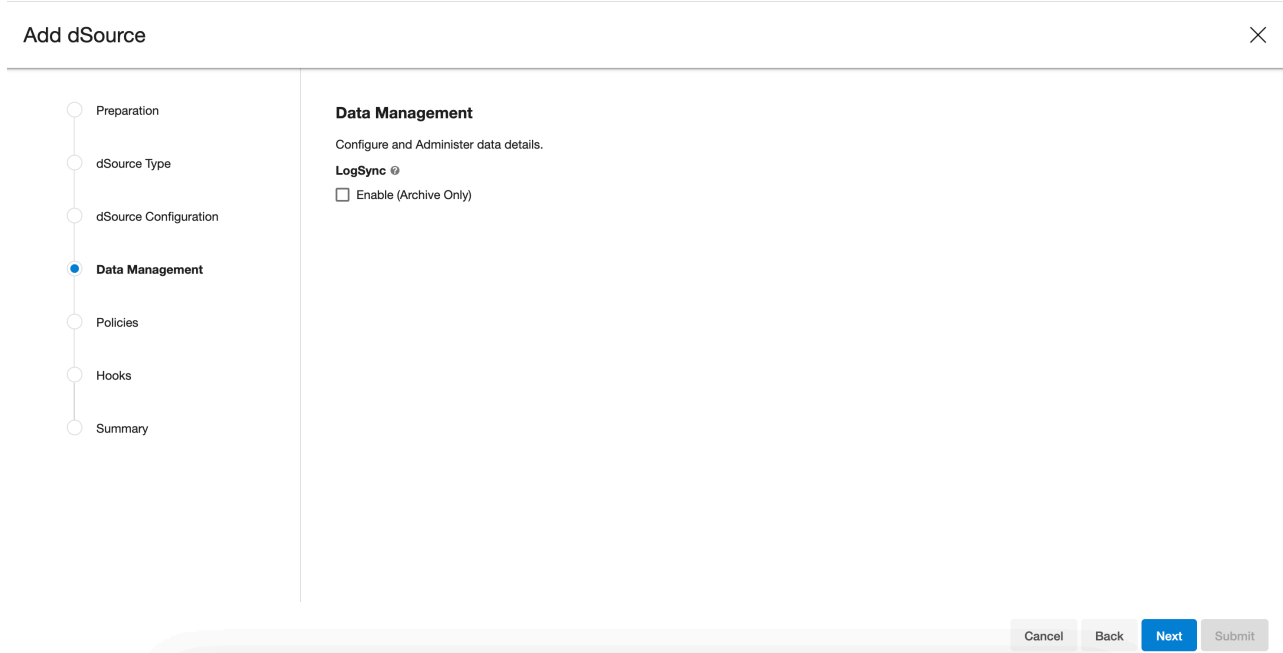 Add dSource
Preparation
dSource Type
dSource Configuration
Data Management
Policies
Hooks
Summary
Data Management
Configure and Administer data details.
LogSync
Enable (Archive Only)
Cancel
Back
Next
Submit